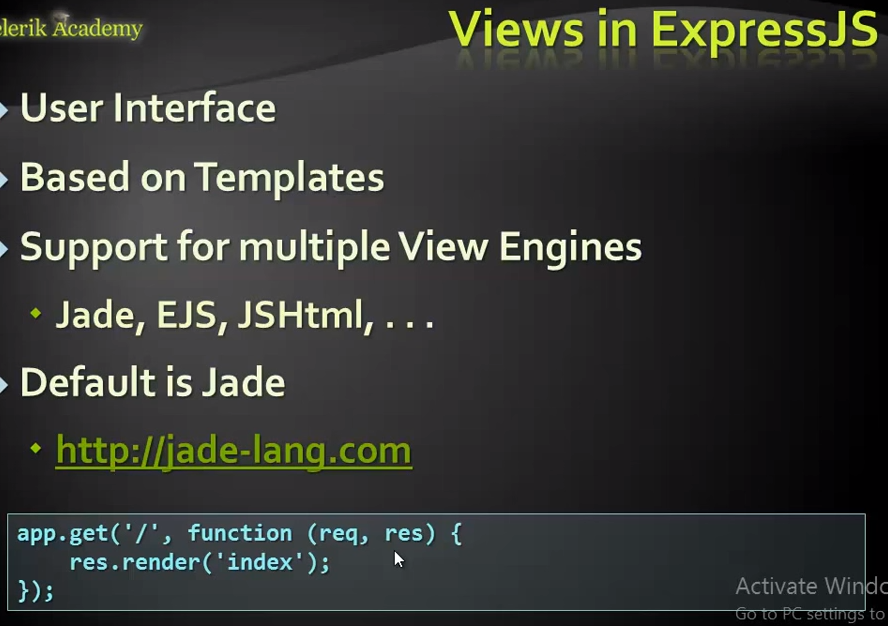 elerik Academy
Views in ExpressJS
User Interface
Based on Templates
Support for multiple View Engines
Jade, EJS, JSHtml, . . .
Default is Jade
http://jade-lang.com
app.get('/', function (req, res) {
res.render('index');
});
Activate Windo
Go to PC settings to